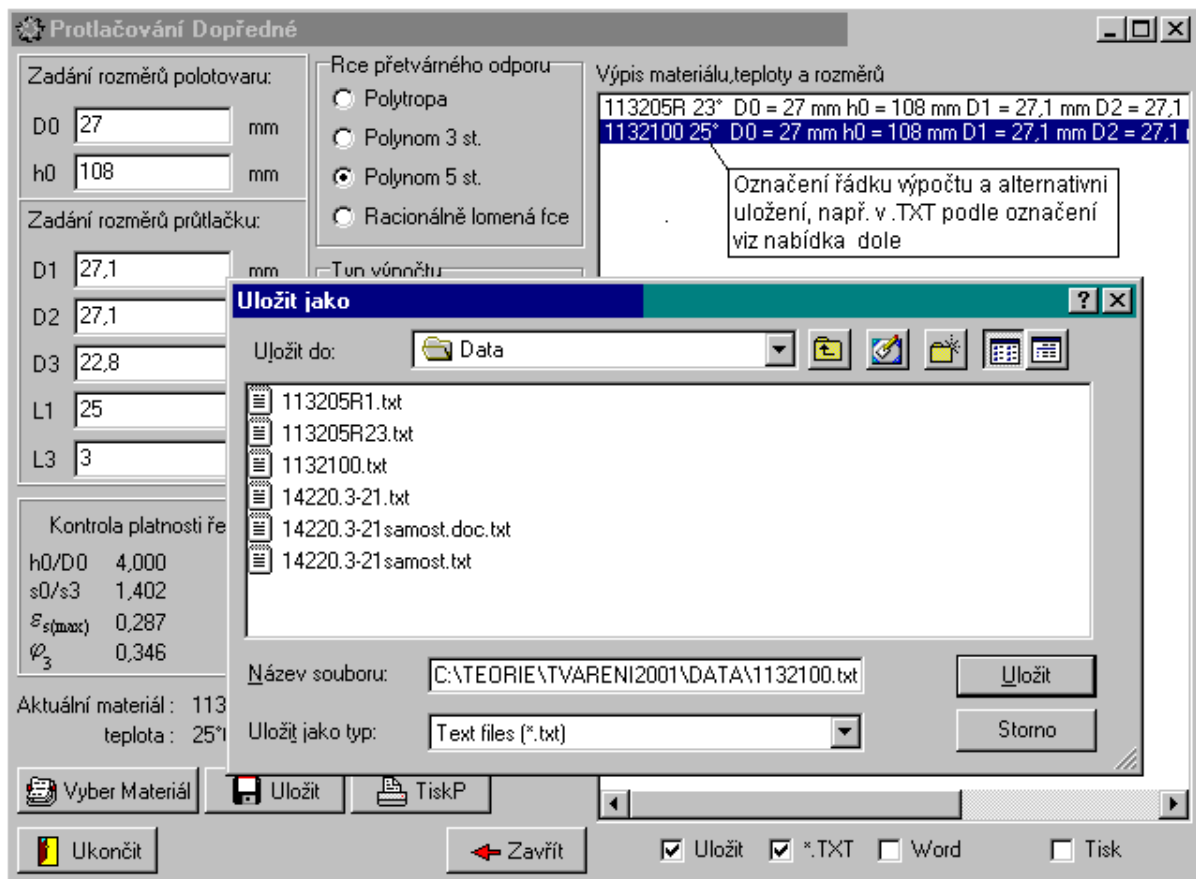 Protlačování Dopředné
Zadání rozměrů polotovaru:
D0 27 mm
h0 108 mm
Zadání rozměrů průtlačku:
D1 27,1 mm
D2 27,1
D3 22,8
L1 25
L3 3
Rce přetvárného odporu
Polytropa
Polynom 3 st.
Polynom 5 st.
Racionálně lomená fce
Typ výpočtu
Výpis materiálu,teploty a rozměrů
113205R 23° D0 = 27 mm h0 = 108 mm D1 = 27,1 mm D2 = 27,1
1132100 25° D0 = 27 mm h0 = 108 mm D1 = 27,1 mm D2 = 27,1
Označení řádku výpočtu a alternativni
uložení, např. v .TXT podle označení
viz nabídka dole
Uložit jako
Uložit do: Data
113205R1.txt
113205R23.txt
1132100.txt
14220.3-21.txt
14220.3-21samost.doc.txt
14220.3-21samost.txt
Název souboru: C:\TEORIE\TVARENI2001\DATA\1132100.txt Uložit
Uložit jako typ: Text files (*.txt) Storno
Kontrola platnosti ře
h0/D0 4,000
s0/s3 1,402
εs(max) 0,287
φ3 0,346
Aktuální materiál : 113
teplota : 25°
Vyber Materiál Uložit TiskP
Ukončit Zavřít Uložit *.TXT Word Tisk